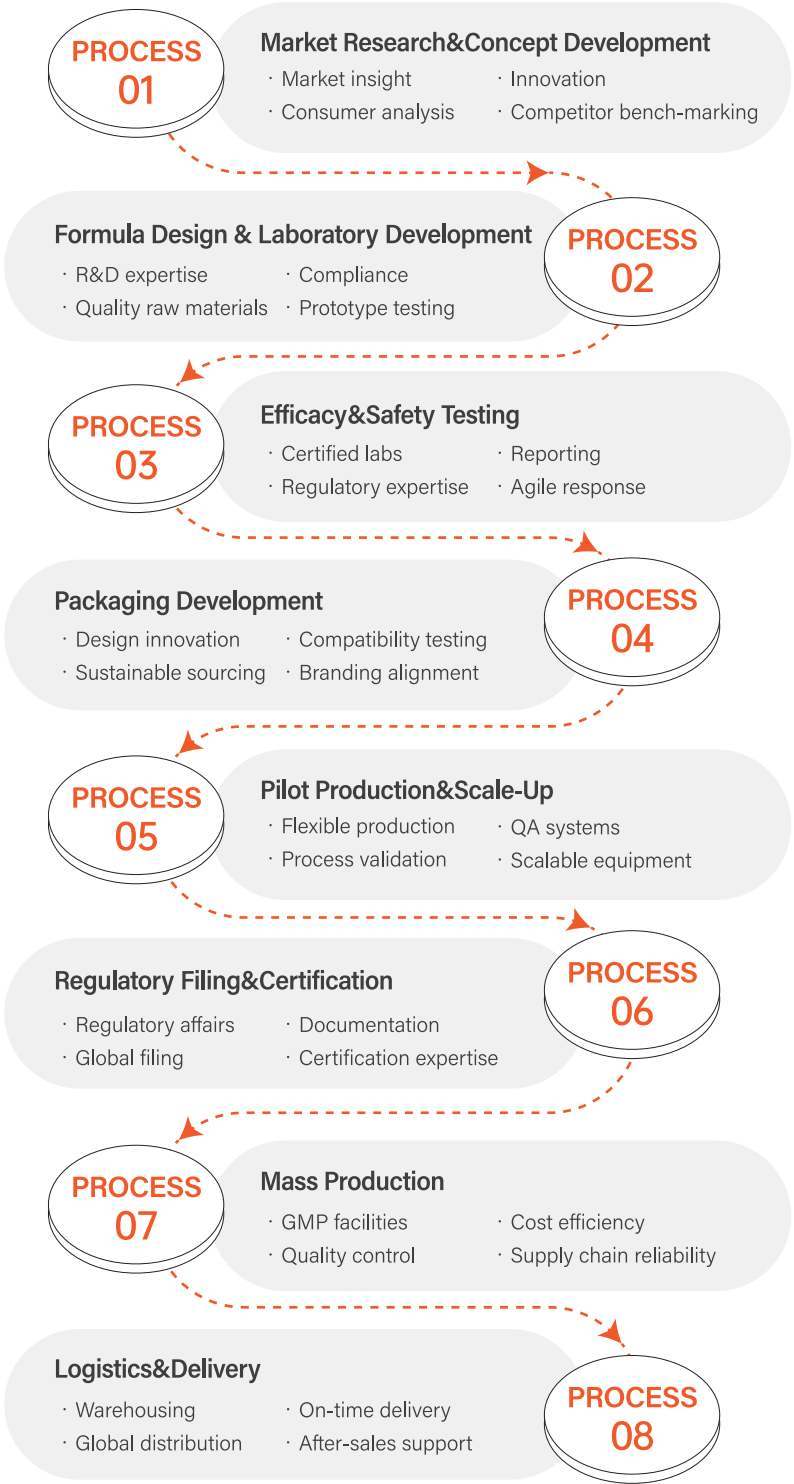 PROCESS
01
Market Research&Concept Development
· Market insight
· Innovation
· Consumer analysis
· Competitor bench-marking
Formula Design & Laboratory Development
· R&D expertise
· Compliance
· Quality raw materials
· Prototype testing
PROCESS
02
PROCESS
03
Efficacy&Safety Testing
· Certified labs
· Reporting
· Regulatory expertise
· Agile response
Packaging Development
· Design innovation
· Compatibility testing
· Sustainable sourcing
· Branding alignment
PROCESS
04
PROCESS
05
Pilot Production&Scale-Up
· Flexible production
· QA systems
· Process validation
· Scalable equipment
Regulatory Filing&Certification
· Regulatory affairs
· Documentation
· Global filing
· Certification expertise
PROCESS
06
PROCESS
07
Mass Production
· GMP facilities
· Cost efficiency
· Quality control
· Supply chain reliability
Logistics&Delivery
· Warehousing
· On-time delivery
· Global distribution
· After-sales support
PROCESS
08